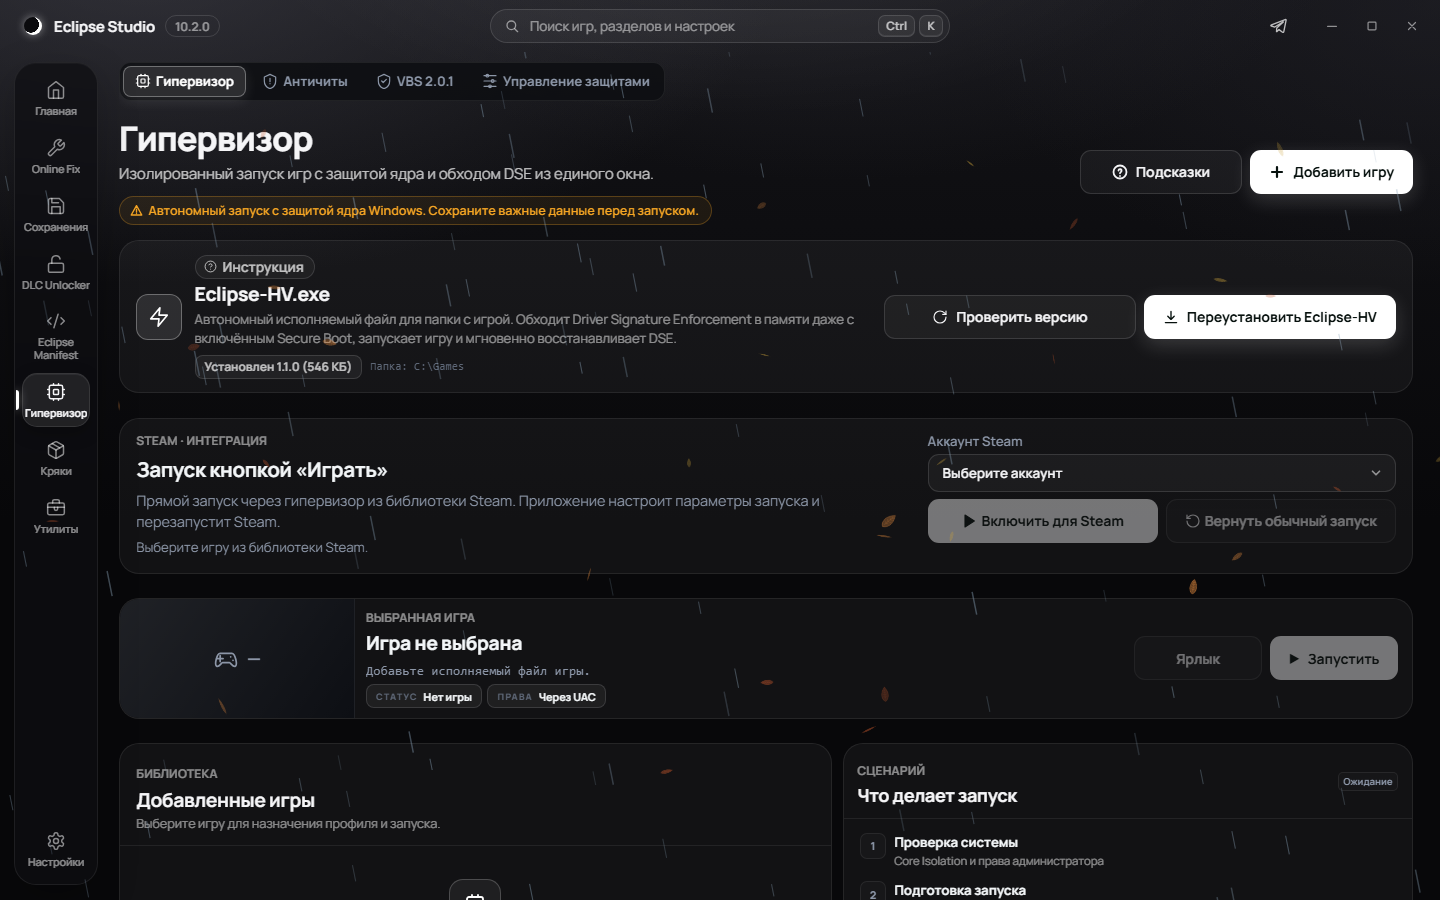 Eclipse Studio 10.2.0
Поиск игр, разделов и настроек Ctrl K
Главная
Online Fix
Сохранения
DLC Unlocker
Eclipse
Manifest
Гипервизор
Кряки
Утилиты
Настройки
Гипервизор Античиты VBS 2.0.1 Управление защитами
Гипервизор
Изолированный запуск игр с защитой ядра и обходом DSE из единого окна.
Автономный запуск с защитой ядра Windows. Сохраните важные данные перед запуском.
Подсказки
Добавить игру
Инструкция
Eclipse-HV.exe
Автономный исполняемый файл для папки с игрой. Обходит Driver Signature Enforcement в памяти даже с
включённым Secure Boot, запускает игру и мгновенно восстанавливает DSE.
Установлен 1.1.0 (546 КБ) Папка: C:\Games
Проверить версию
Переустановить Eclipse-HV
STEAM · ИНТЕГРАЦИЯ
Запуск кнопкой «Играть»
Прямой запуск через гипервизор из библиотеки Steam. Приложение настроит параметры запуска и
перезапустит Steam.
Выберите игру из библиотеки Steam.
Аккаунт Steam
Выберите аккаунт
Включить для Steam
Вернуть обычный запуск
ВЫБРАННАЯ ИГРА
Игра не выбрана
Добавьте исполняемый файл игры.
СТАТУС Нет игры ПРАВА Через UAC
Ярлык
Запустить
БИБЛИОТЕКА
Добавленные игры
Выберите игру для назначения профиля и запуска.
СЦЕНАРИЙ
Что делает запуск
Ожидание
1 Проверка системы
Core Isolation и права администратора
2 Подготовка запуска